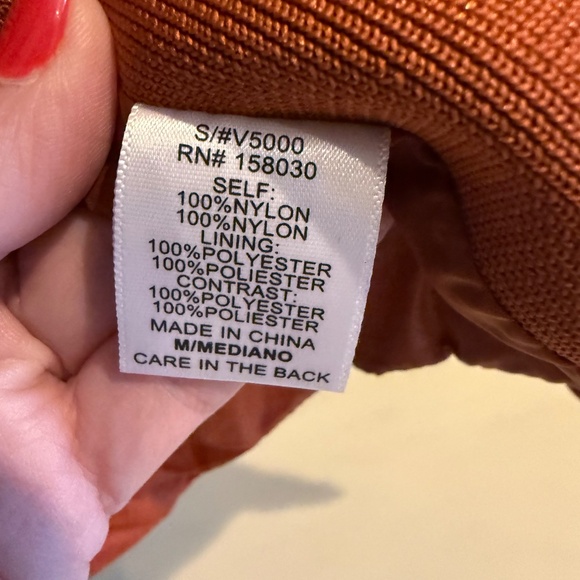 S/#V5000
RN# 158030
SELF:
100%NYLON
100%NYLON
LINING:
100%POLYESTER
100%POLIESTER
CONTRAST:
100%POLYESTER
100%POLIESTER
MADE IN CHINA
M/MEDIANO
CARE IN THE BACK